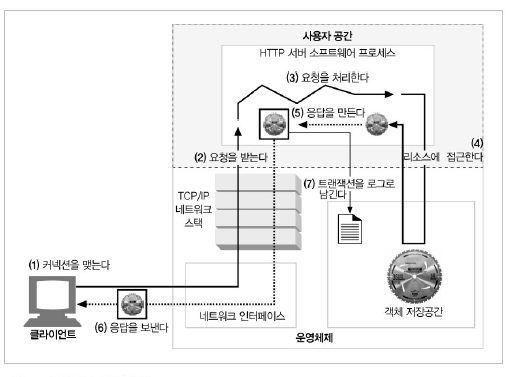 사용자 공간
HTTP 서버 소프트웨어 프로세스
(3) 요청을 처리한다
(5) 응답을 만든다
(4)
(2) 요청을 받는다
리소스에 접근한다
(7) 트랜잭션을 로그로
남긴다
TCP/IP
네트워크
스택
(1) 커넥션을 맺는다
(6) 응답을 보낸다
클라이언트
네트워크 인터페이스
객체 저장공간
운영체제